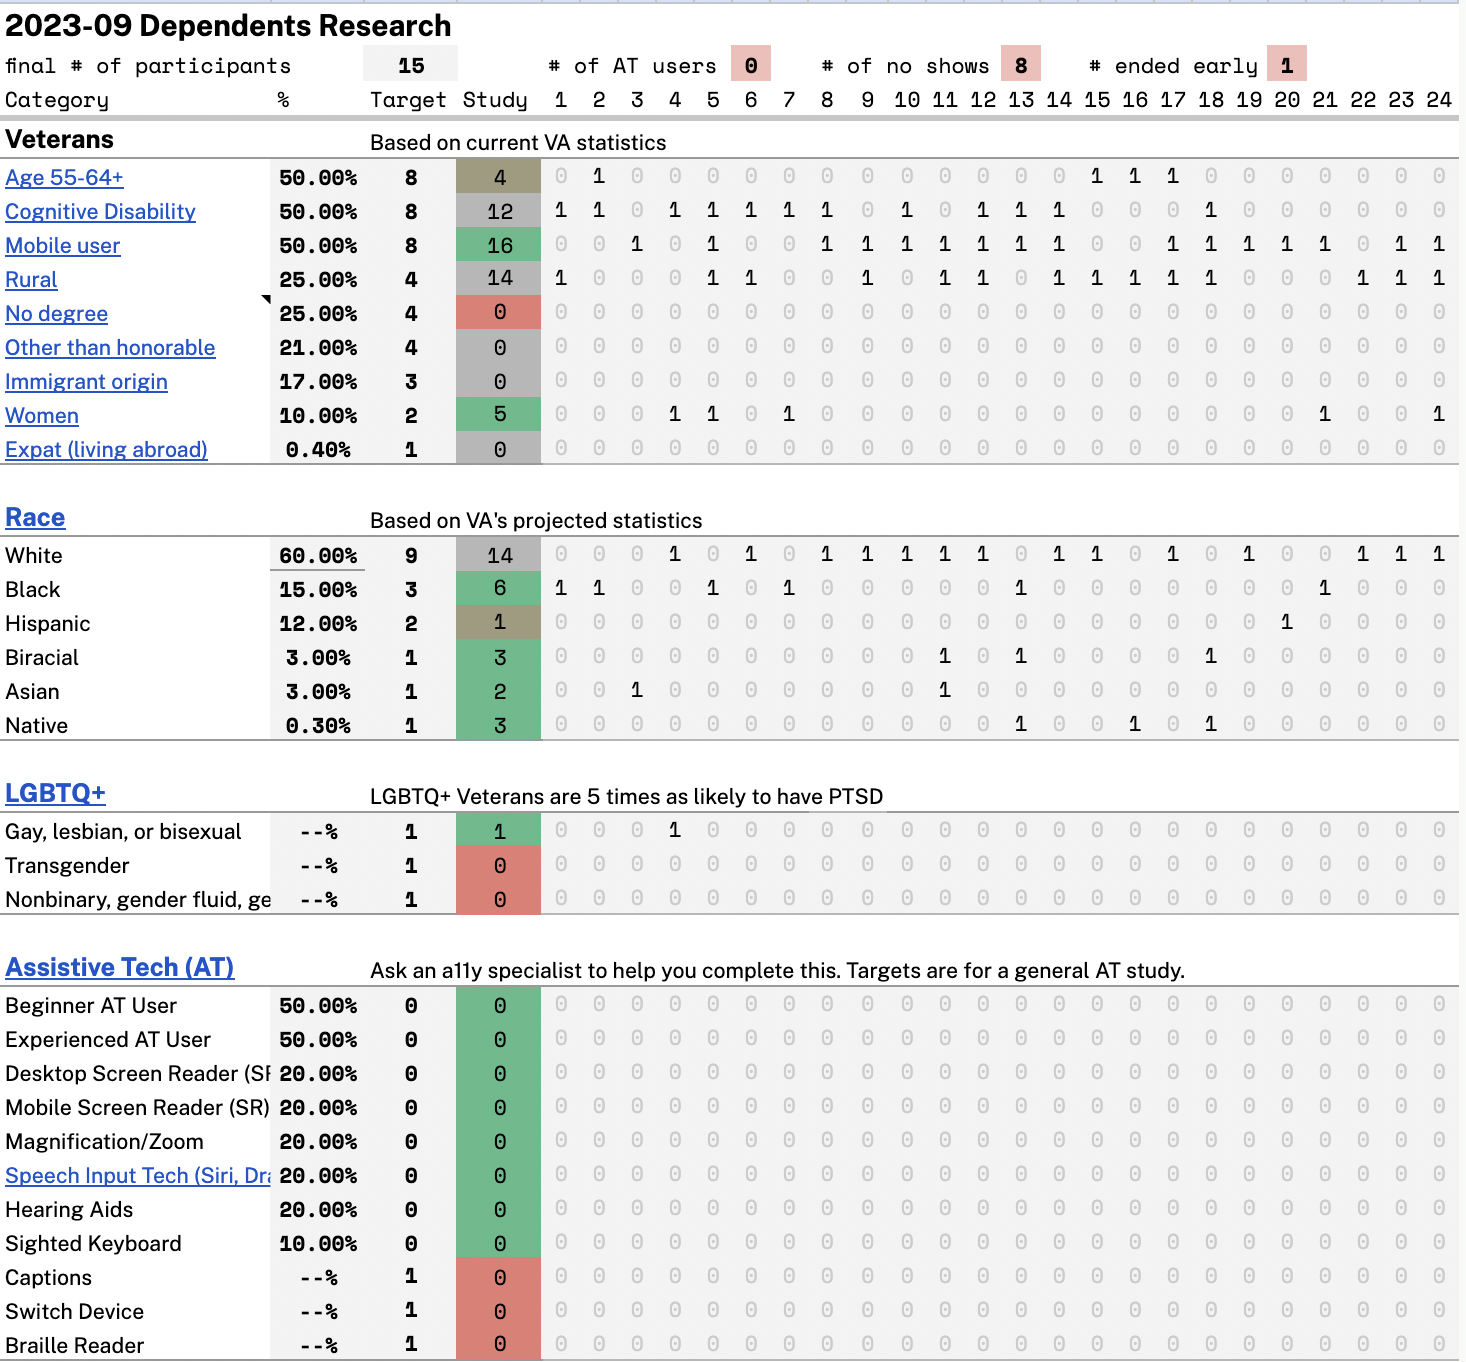 2023-09 Dependents Research
final # of participants 15 # of AT users 0 # of no shows 8 # ended early 1
Category % Target Study 1 2 3 4 5 6 7 8 9 10 11 12 13 14 15 16 17 18 19 20 21 22 23 24
Veterans Based on current VA statistics
Age 55-64+ 50.00% 8 4 0 1 0 0 0 0 0 0 0 0 0 0 0 0 1 1 1 0 0 0 0 0 0 0
Cognitive Disability 50.00% 8 12 1 1 0 1 1 1 1 1 0 1 0 1 1 1 0 0 0 1 0 0 0 0 0 0
Mobile user 50.00% 8 16 0 0 1 0 1 0 0 1 1 1 1 1 1 1 0 0 1 1 1 1 1 0 1 1
Rural 25.00% 4 14 1 0 0 0 1 1 0 0 1 0 1 1 0 1 1 1 1 1 0 0 0 1 1 1
No degree 25.00% 4 0 0 0 0 0 0 0 0 0 0 0 0 0 0 0 0 0 0 0 0 0 0 0 0 0
Other than honorable 21.00% 4 0 0 0 0 0 0 0 0 0 0 0 0 0 0 0 0 0 0 0 0 0 0 0 0 0
Immigrant origin 17.00% 3 0 0 0 0 0 0 0 0 0 0 0 0 0 0 0 0 0 0 0 0 0 0 0 0 0
Women 10.00% 2 5 0 0 0 1 1 0 1 0 0 0 0 0 0 0 0 0 0 0 0 0 1 0 0 1
Expat (living abroad) 0.40% 1 0 0 0 0 0 0 0 0 0 0 0 0 0 0 0 0 0 0 0 0 0 0 0 0 0
Race Based on VA's projected statistics
White 60.00% 9 14 0 0 0 1 0 1 0 1 1 1 1 1 0 1 1 0 1 0 1 0 0 1 1 1
Black 15.00% 3 6 1 1 0 0 1 0 1 0 0 0 0 0 1 0 0 0 0 0 0 0 1 0 0 0
Hispanic 12.00% 2 1 0 0 0 0 0 0 0 0 0 0 0 0 0 0 0 0 0 0 0 1 0 0 0 0
Biracial 3.00% 1 3 0 0 0 0 0 0 0 0 0 0 1 0 1 0 0 0 0 1 0 0 0 0 0 0
Asian 3.00% 1 2 0 0 1 0 0 0 0 0 0 0 1 0 0 0 0 0 0 0 0 0 0 0 0 0
Native 0.30% 1 3 0 0 0 0 0 0 0 0 0 0 0 0 1 0 0 1 0 1 0 0 0 0 0 0
LGBTQ+ LGBTQ+ Veterans are 5 times as likely to have PTSD
Gay, lesbian, or bisexual --% 1 1 0 0 0 1 0 0 0 0 0 0 0 0 0 0 0 0 0 0 0 0 0 0 0 0
Transgender --% 1 0 0 0 0 0 0 0 0 0 0 0 0 0 0 0 0 0 0 0 0 0 0 0 0 0
Nonbinary, gender fluid, ge --% 1 0 0 0 0 0 0 0 0 0 0 0 0 0 0 0 0 0 0 0 0 0 0 0 0 0
Assistive Tech (AT) Ask an a11y specialist to help you complete this. Targets are for a general AT study.
Beginner AT User 50.00% 0 0 0 0 0 0 0 0 0 0 0 0 0 0 0 0 0 0 0 0 0 0 0 0 0 0
Experienced AT User 50.00% 0 0 0 0 0 0 0 0 0 0 0 0 0 0 0 0 0 0 0 0 0 0 0 0 0 0
Desktop Screen Reader (SR 20.00% 0 0 0 0 0 0 0 0 0 0 0 0 0 0 0 0 0 0 0 0 0 0 0 0 0 0
Mobile Screen Reader (SR) 20.00% 0 0 0 0 0 0 0 0 0 0 0 0 0 0 0 0 0 0 0 0 0 0 0 0 0 0
Magnification/Zoom 20.00% 0 0 0 0 0 0 0 0 0 0 0 0 0 0 0 0 0 0 0 0 0 0 0 0 0 0
Speech Input Tech (Siri, Dra 20.00% 0 0 0 0 0 0 0 0 0 0 0 0 0 0 0 0 0 0 0 0 0 0 0 0 0 0
Hearing Aids 20.00% 0 0 0 0 0 0 0 0 0 0 0 0 0 0 0 0 0 0 0 0 0 0 0 0 0 0
Sighted Keyboard 10.00% 0 0 0 0 0 0 0 0 0 0 0 0 0 0 0 0 0 0 0 0 0 0 0 0 0 0
Captions --% 1 0 0 0 0 0 0 0 0 0 0 0 0 0 0 0 0 0 0 0 0 0 0 0 0 0
Switch Device --% 1 0 0 0 0 0 0 0 0 0 0 0 0 0 0 0 0 0 0 0 0 0 0 0 0 0
Braille Reader --% 1 0 0 0 0 0 0 0 0 0 0 0 0 0 0 0 0 0 0 0 0 0 0 0 0 0